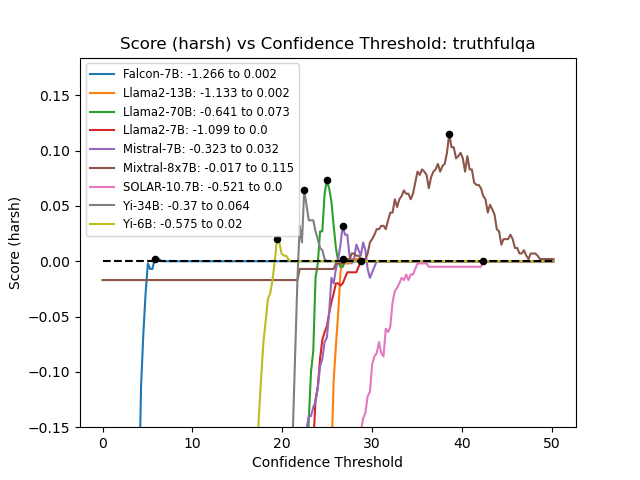 Score (harsh) vs Confidence Threshold: truthfulqa
Falcon-7B: -1.266 to 0.002
Llama2-13B: -1.133 to 0.002
Llama2-70B: -0.641 to 0.073
Llama2-7B: -1.099 to 0.0
Mistral-7B: -0.323 to 0.032
Mixtral-8x7B: -0.017 to 0.115
SOLAR-10.7B: -0.521 to 0.0
Yi-34B: -0.37 to 0.064
Yi-6B: -0.575 to 0.02
Score (harsh)
0.15
0.10
0.05
0.00
−0.05
−0.10
−0.15
0 10 20 30 40 50
Confidence Threshold